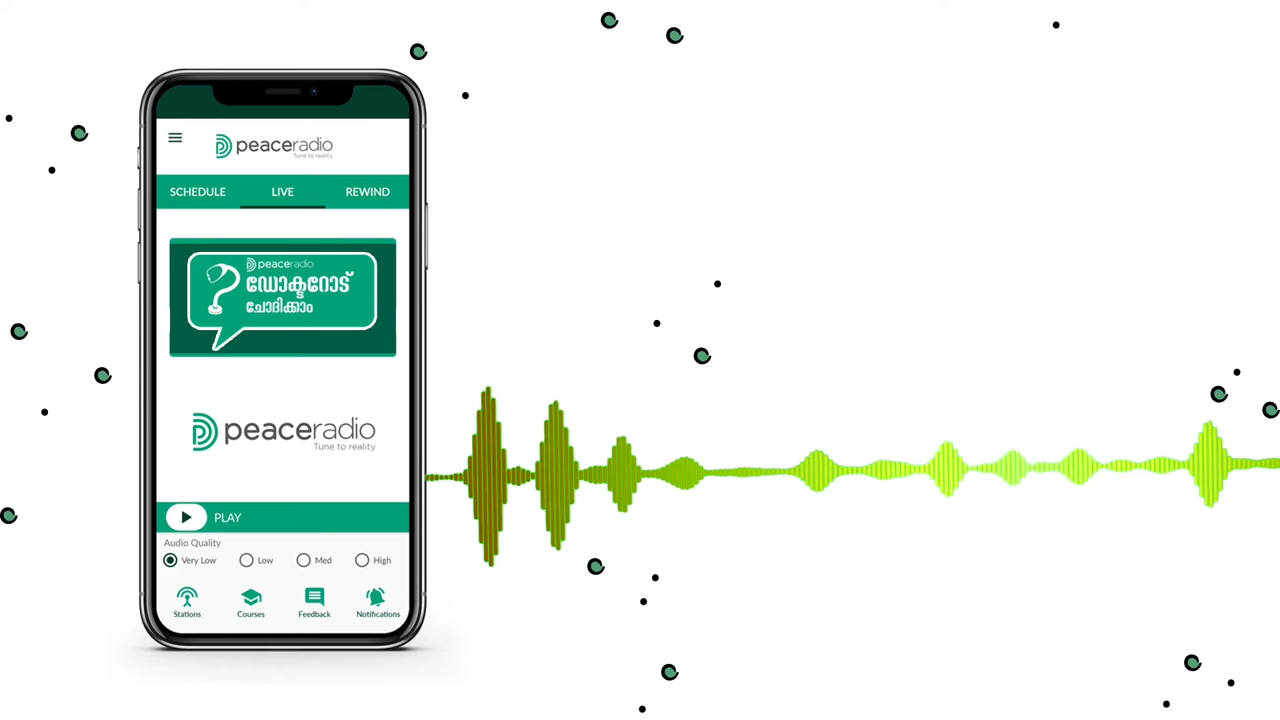 peaceradio
Tune to reality
SCHEDULE LIVE REWIND
peaceradio
ഡോക്ടറോട്
ചോദിക്കാം
peaceradio
Tune to reality
PLAY
Audio Quality
Very Low Low Med High
Stations Courses Feedback Notifications